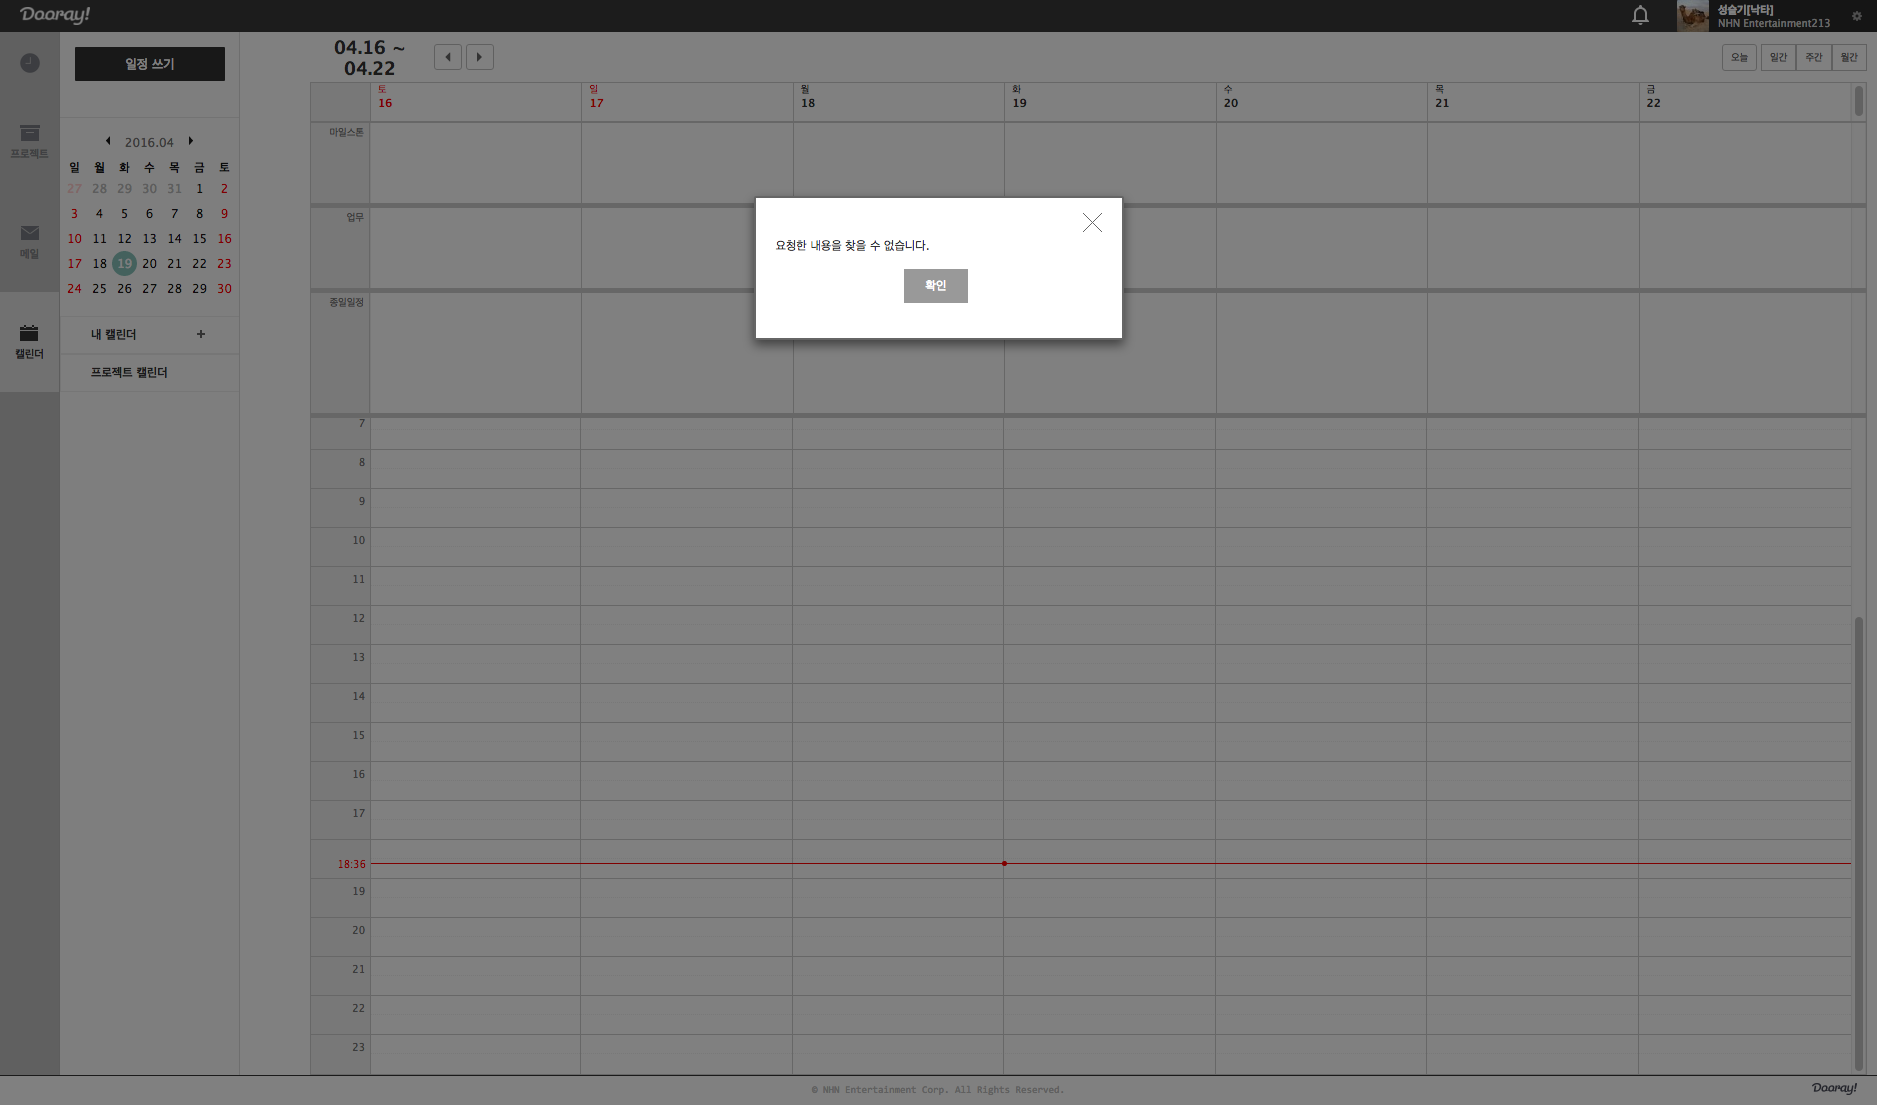 Dooray!
성슬기[낙타]
NHN Entertainment213
일정 쓰기
프로젝트
메일
캘린더
2016.04
일 월 화 수 목 금 토
27 28 29 30 31 1 2
3 4 5 6 7 8 9
10 11 12 13 14 15 16
17 18 19 20 21 22 23
24 25 26 27 28 29 30
내 캘린더 +
프로젝트 캘린더
04.16 ~
04.22
오늘 일간 주간 월간
토 일 월 화 수 목 금
16 17 18 19 20 21 22
마일스톤
업무
종일일정
요청한 내용을 찾을 수 없습니다.
확인
7
8
9
10
11
12
13
14
15
16
17
18:36
19
20
21
22
23
© NHN Entertainment Corp. All Rights Reserved.
Dooray!